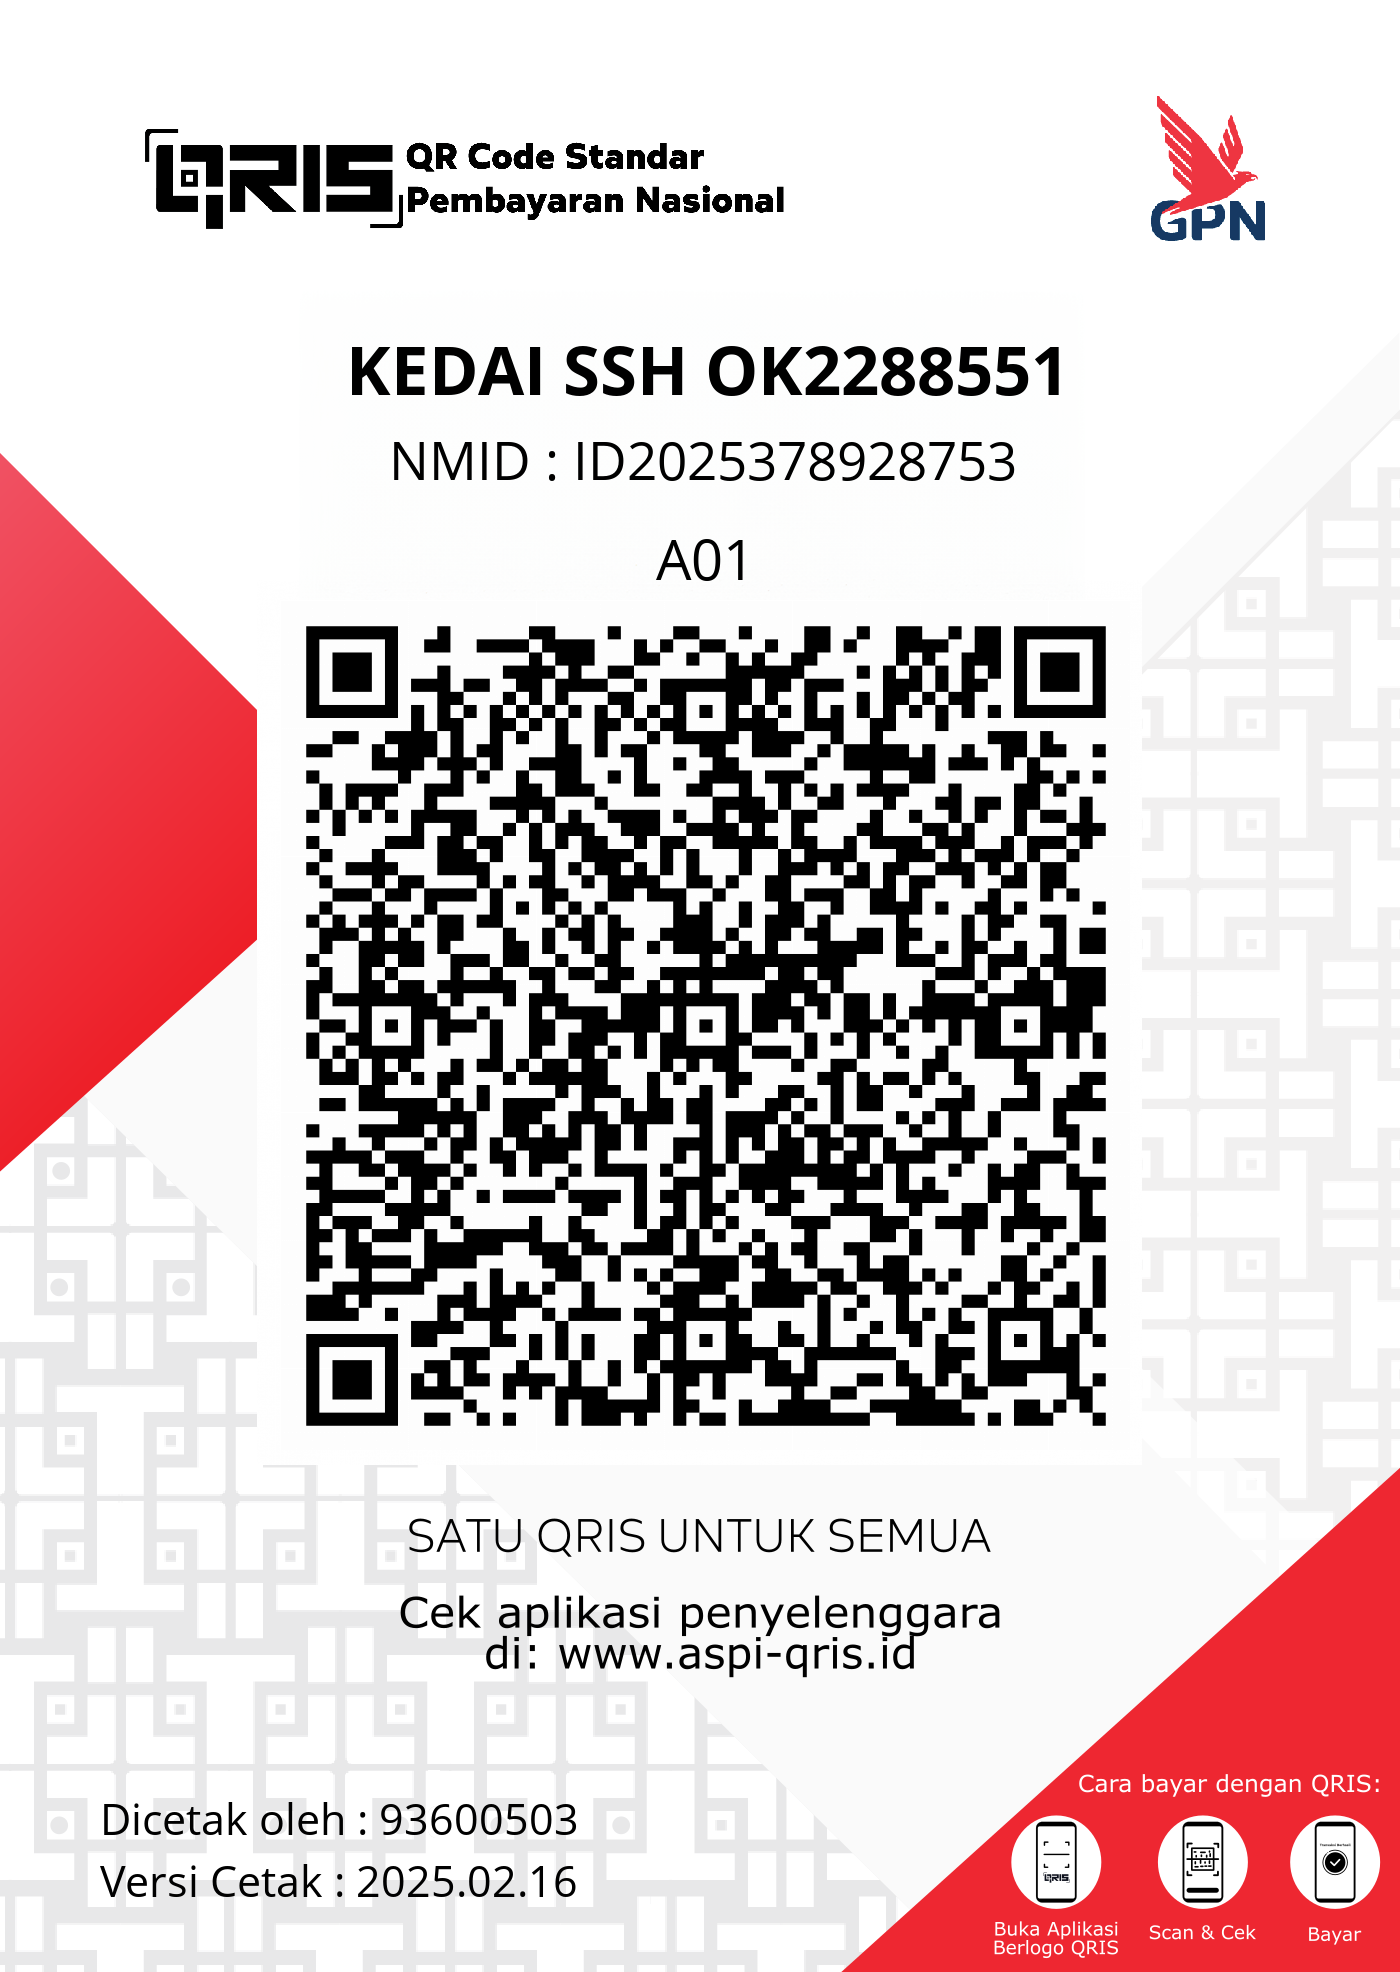 QRIS QR Code Standar
Pembayaran Nasional
GPN
KEDAI SSH OK2288551
NMID : ID2025378928753
A01
SATU QRIS UNTUK SEMUA
Cek aplikasi penyelenggara
di: www.aspi-qris.id
Dicetak oleh : 93600503
Versi Cetak : 2025.02.16
Cara bayar dengan QRIS:
QRIS
Buka Aplikasi
Berlogo QRIS
Scan & Cek
Bayar